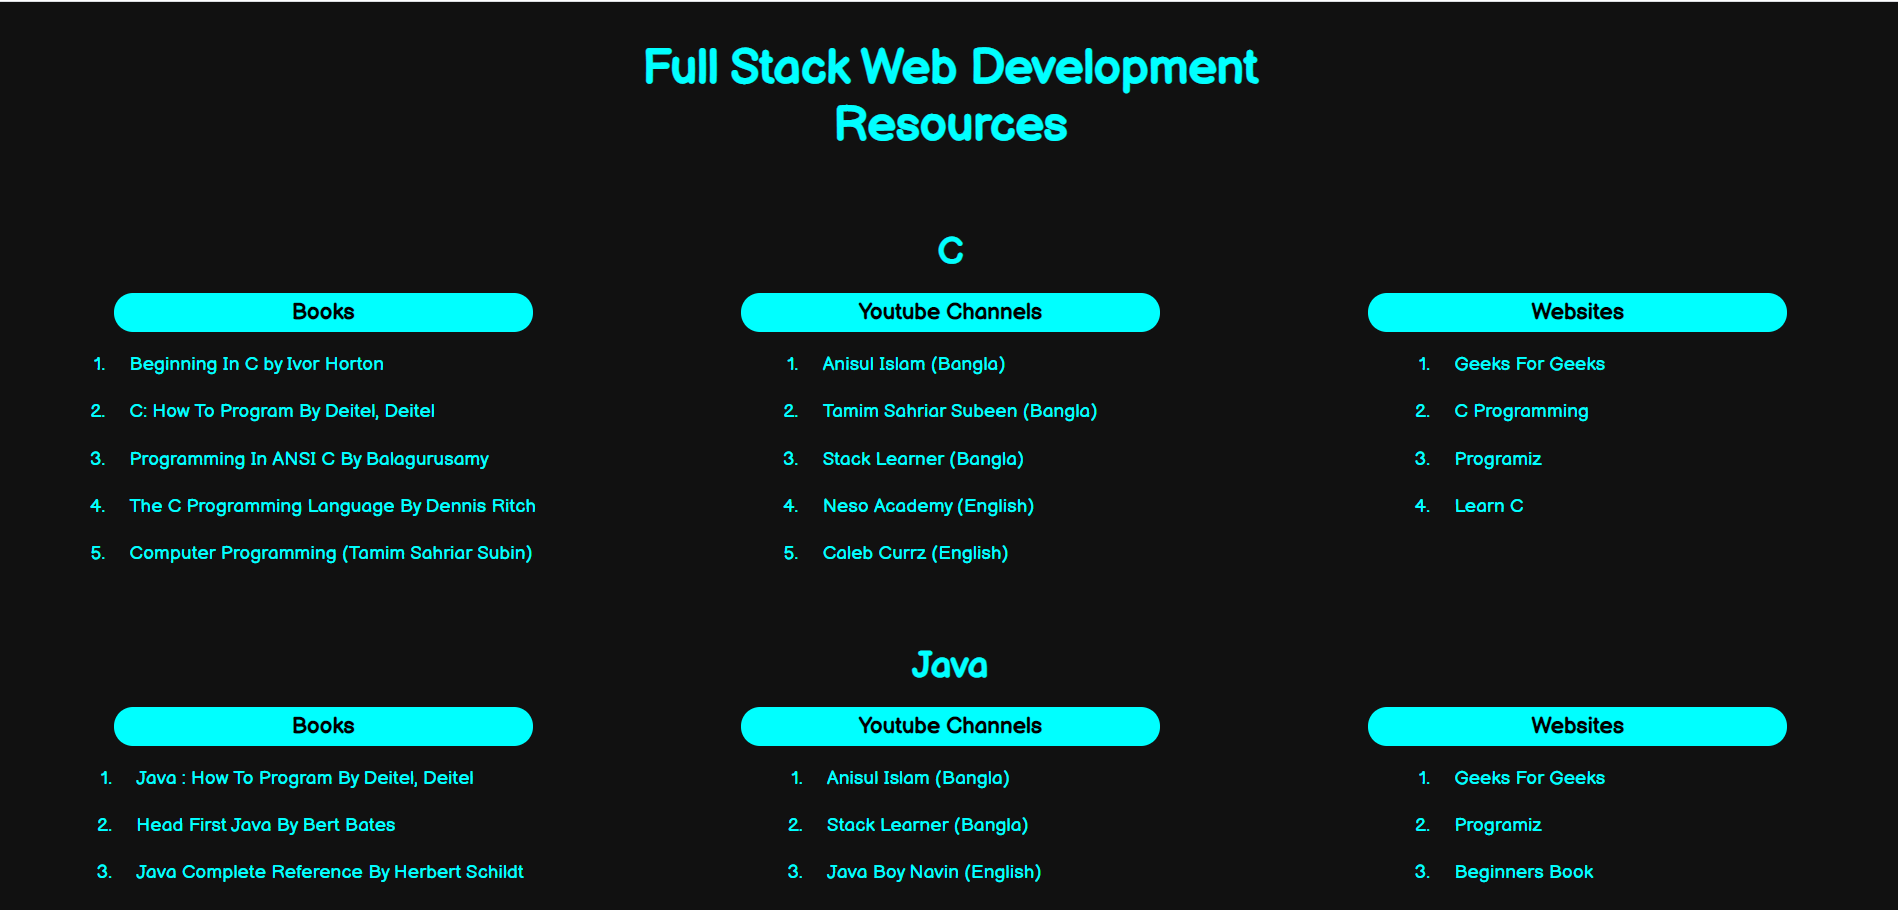 Full Stack Web Development
Resources
C
Books
1. Beginning In C by Ivor Horton
2. C: How To Program By Deitel, Deitel
3. Programming In ANSI C By Balagurusamy
4. The C Programming Language By Dennis Ritch
5. Computer Programming (Tamim Sahriar Subin)
Youtube Channels
1. Anisul Islam (Bangla)
2. Tamim Sahriar Subeen (Bangla)
3. Stack Learner (Bangla)
4. Neso Academy (English)
5. Caleb Currz (English)
Websites
1. Geeks For Geeks
2. C Programming
3. Programiz
4. Learn C
Java
Books
1. Java : How To Program By Deitel, Deitel
2. Head First Java By Bert Bates
3. Java Complete Reference By Herbert Schildt
Youtube Channels
1. Anisul Islam (Bangla)
2. Stack Learner (Bangla)
3. Java Boy Navin (English)
Websites
1. Geeks For Geeks
2. Programiz
3. Beginners Book